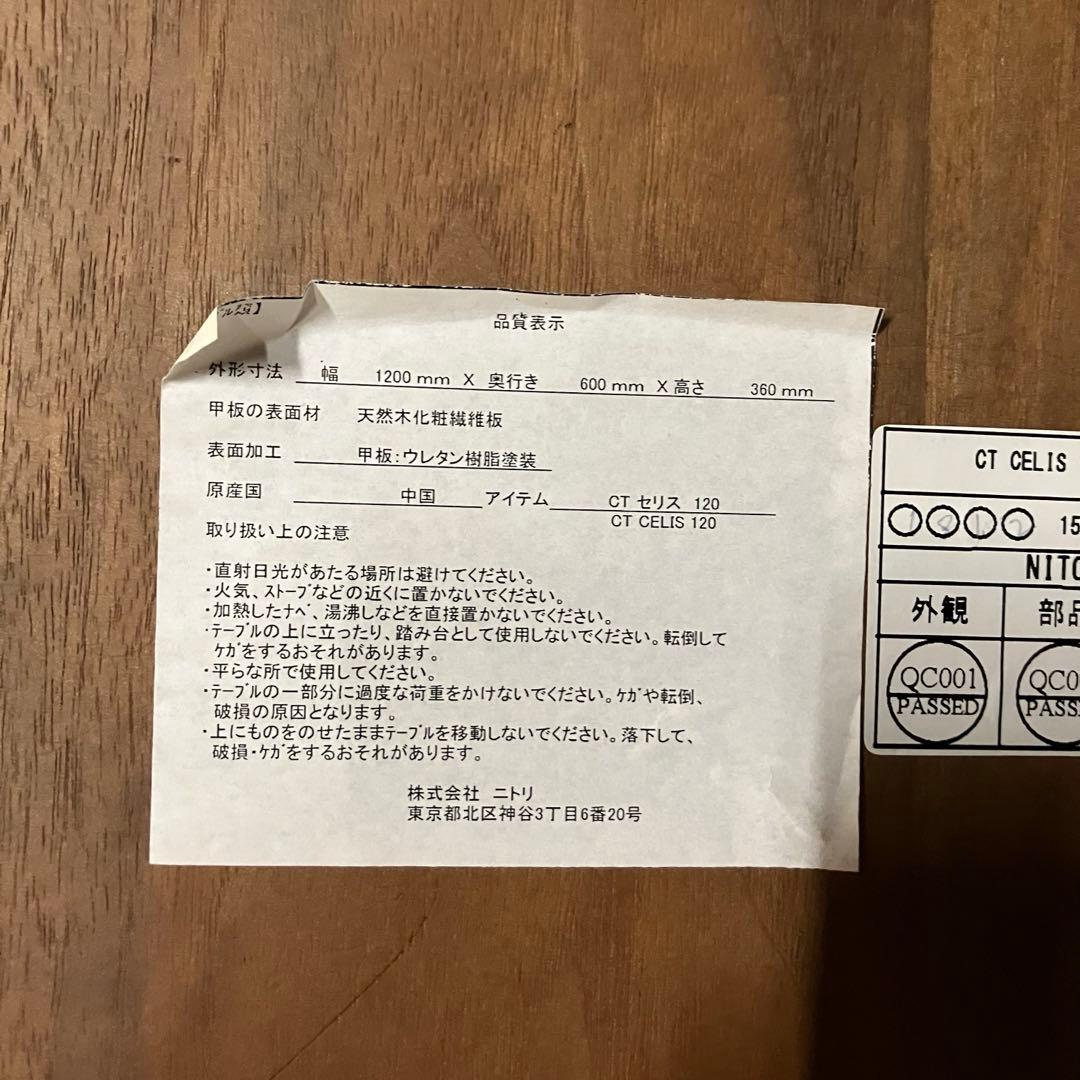 品質表示
外形寸法 幅 1200 mm X 奥行き 600 mm X 高さ 360 mm
甲板の表面材 天然木化粧繊維板
表面加工 甲板:ウレタン樹脂塗装
原産国 中国 アイテム CT セリス 120
CT CELIS 120
取り扱い上の注意
・直射日光があたる場所は避けてください。
・火気、ストーブなどの近くに置かないでください。
・加熱したナベ、湯沸しなどを直接置かないでください。
・テーブルの上に立ったり、踏み台として使用しないでください。転倒して
ケガをするおそれがあります。
・平らな所で使用してください。
・テーブルの一部分に過度な荷重をかけないでください。ケガや転倒、
破損の原因となります。
・上にものをのせたままテーブルを移動しないでください。落下して、
破損・ケガをするおそれがあります。
株式会社 ニトリ
東京都北区神谷3丁目6番20号
CT CELIS
〇〇〇〇 15
NITO
外観 部品
QC001 QC0
PASSED PASSE